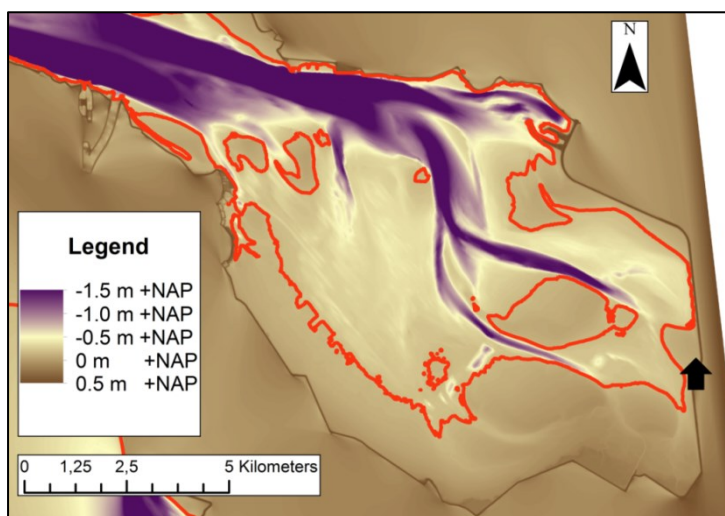 N
Legend
-1.5 m +NAP
-1.0 m +NAP
-0.5 m +NAP
0 m +NAP
0.5 m +NAP
0 1,25 2,5 5 Kilometers